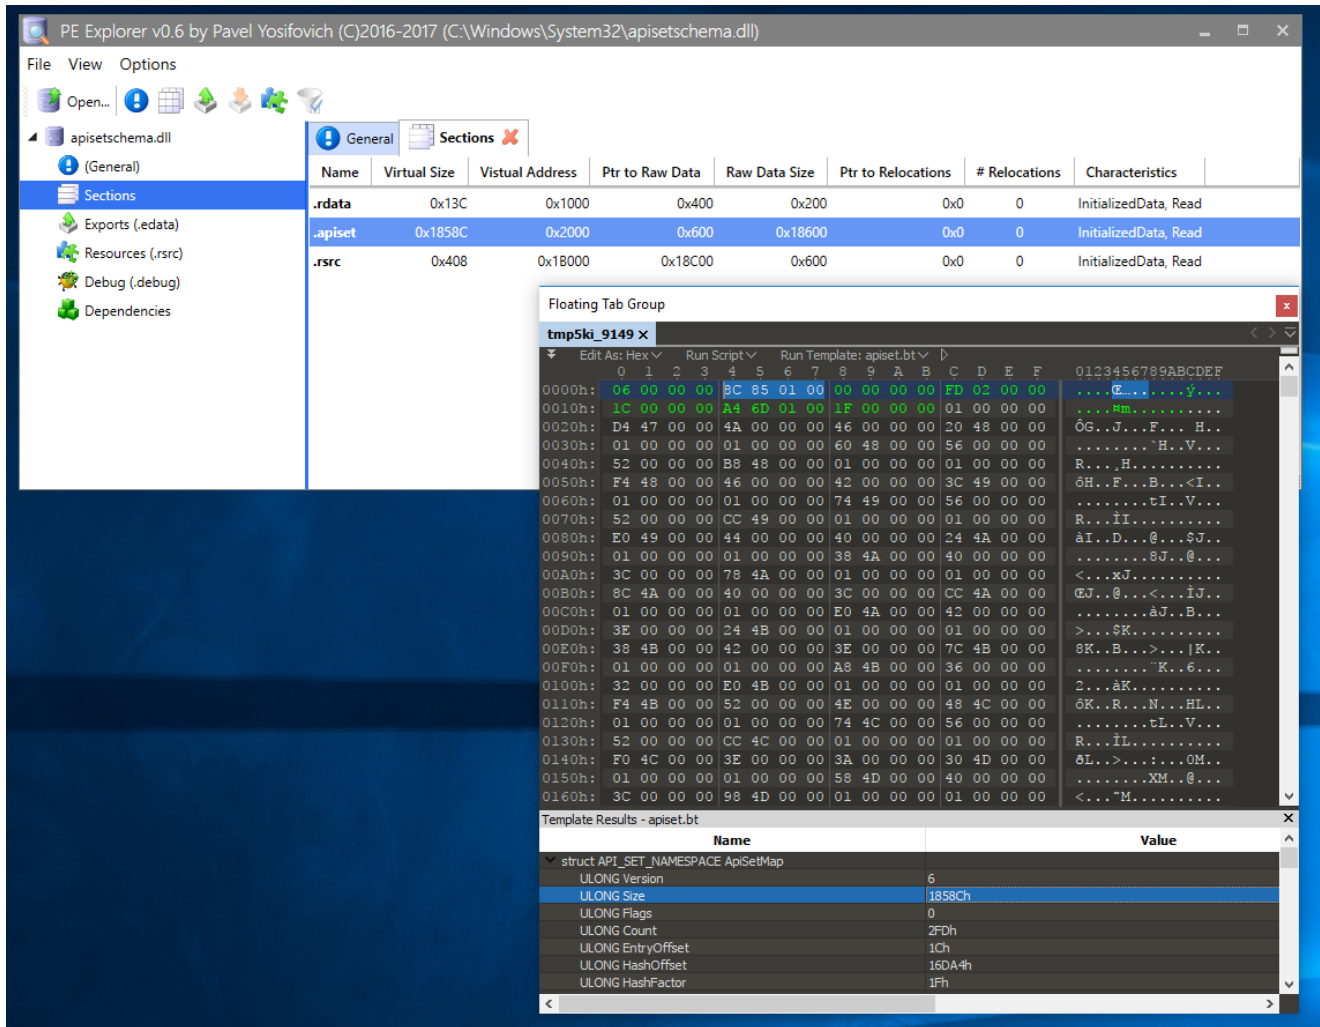 PE Explorer v0.6 by Pavel Yosifovich (C)2016-2017 (C:\Windows\System32\apisetschema.dll)
File View Options
Open...
apisetschema.dll
(General)
Sections
Exports (.edata)
Resources (.rsrc)
Debug (.debug)
Dependencies
General Sections
Name Virtual Size Vistual Address Ptr to Raw Data Raw Data Size Ptr to Relocations # Relocations Characteristics
.rdata 0x13C 0x1000 0x400 0x200 0x0 0 InitializedData, Read
.apiset 0x1858C 0x2000 0x600 0x18600 0x0 0 InitializedData, Read
.rsrc 0x408 0x1B000 0x18C00 0x600 0x0 0 InitializedData, Read
Floating Tab Group
tmp5ki_9149
Edit As: Hex Run Script Run Template: apiset.bt
0 1 2 3 4 5 6 7 8 9 A B C D E F 0123456789ABCDEF
0000h: 06 00 00 00 8C 85 01 00 00 00 00 00 FD 02 00 00 ....Œ.......ý...
0010h: 1C 00 00 00 A4 6D 01 00 1F 00 00 00 01 00 00 00 ....¤m..........
0020h: D4 47 00 00 4A 00 00 00 46 00 00 00 20 48 00 00 ÔG..J...F... H..
0030h: 01 00 00 00 01 00 00 00 60 48 00 00 56 00 00 00 ........`H..V...
0040h: 52 00 00 00 B8 48 00 00 01 00 00 00 01 00 00 00 R...¸H..........
0050h: F4 48 00 00 46 00 00 00 42 00 00 00 3C 49 00 00 ôH..F...B...<I..
0060h: 01 00 00 00 01 00 00 00 74 49 00 00 56 00 00 00 ........tI..V...
0070h: 52 00 00 00 CC 49 00 00 01 00 00 00 01 00 00 00 R...ÌI..........
0080h: E0 49 00 00 44 00 00 00 40 00 00 00 24 4A 00 00 àI..D...@...$J..
0090h: 01 00 00 00 01 00 00 00 38 4A 00 00 40 00 00 00 ........8J..@...
00A0h: 3C 00 00 00 78 4A 00 00 01 00 00 00 01 00 00 00 <...xJ..........
00B0h: 8C 4A 00 00 40 00 00 00 3C 00 00 00 CC 4A 00 00 ŒJ..@...<...ÌJ..
00C0h: 01 00 00 00 01 00 00 00 E0 4A 00 00 42 00 00 00 ........àJ..B...
00D0h: 3E 00 00 00 24 4B 00 00 01 00 00 00 01 00 00 00 >...$K..........
00E0h: 38 4B 00 00 42 00 00 00 3E 00 00 00 7C 4B 00 00 8K..B...>...|K..
00F0h: 01 00 00 00 01 00 00 00 A8 4B 00 00 36 00 00 00 ........¨K..6...
0100h: 32 00 00 00 E0 4B 00 00 01 00 00 00 01 00 00 00 2...àK..........
0110h: F4 4B 00 00 52 00 00 00 4E 00 00 00 48 4C 00 00 ôK..R...N...HL..
0120h: 01 00 00 00 01 00 00 00 74 4C 00 00 56 00 00 00 ........tL..V...
0130h: 52 00 00 00 CC 4C 00 00 01 00 00 00 01 00 00 00 R...ÌL..........
0140h: F0 4C 00 00 3E 00 00 00 3A 00 00 00 30 4D 00 00 ðL..>...:...0M..
0150h: 01 00 00 00 01 00 00 00 58 4D 00 00 40 00 00 00 ........XM..@...
0160h: 3C 00 00 00 98 4D 00 00 01 00 00 00 01 00 00 00 <...˜M..........
Template Results - apiset.bt
Name Value
struct API_SET_NAMESPACE ApiSetMap
ULONG Version 6
ULONG Size 1858Ch
ULONG Flags 0
ULONG Count 2FDh
ULONG EntryOffset 1Ch
ULONG HashOffset 16DA4h
ULONG HashFactor 1Fh